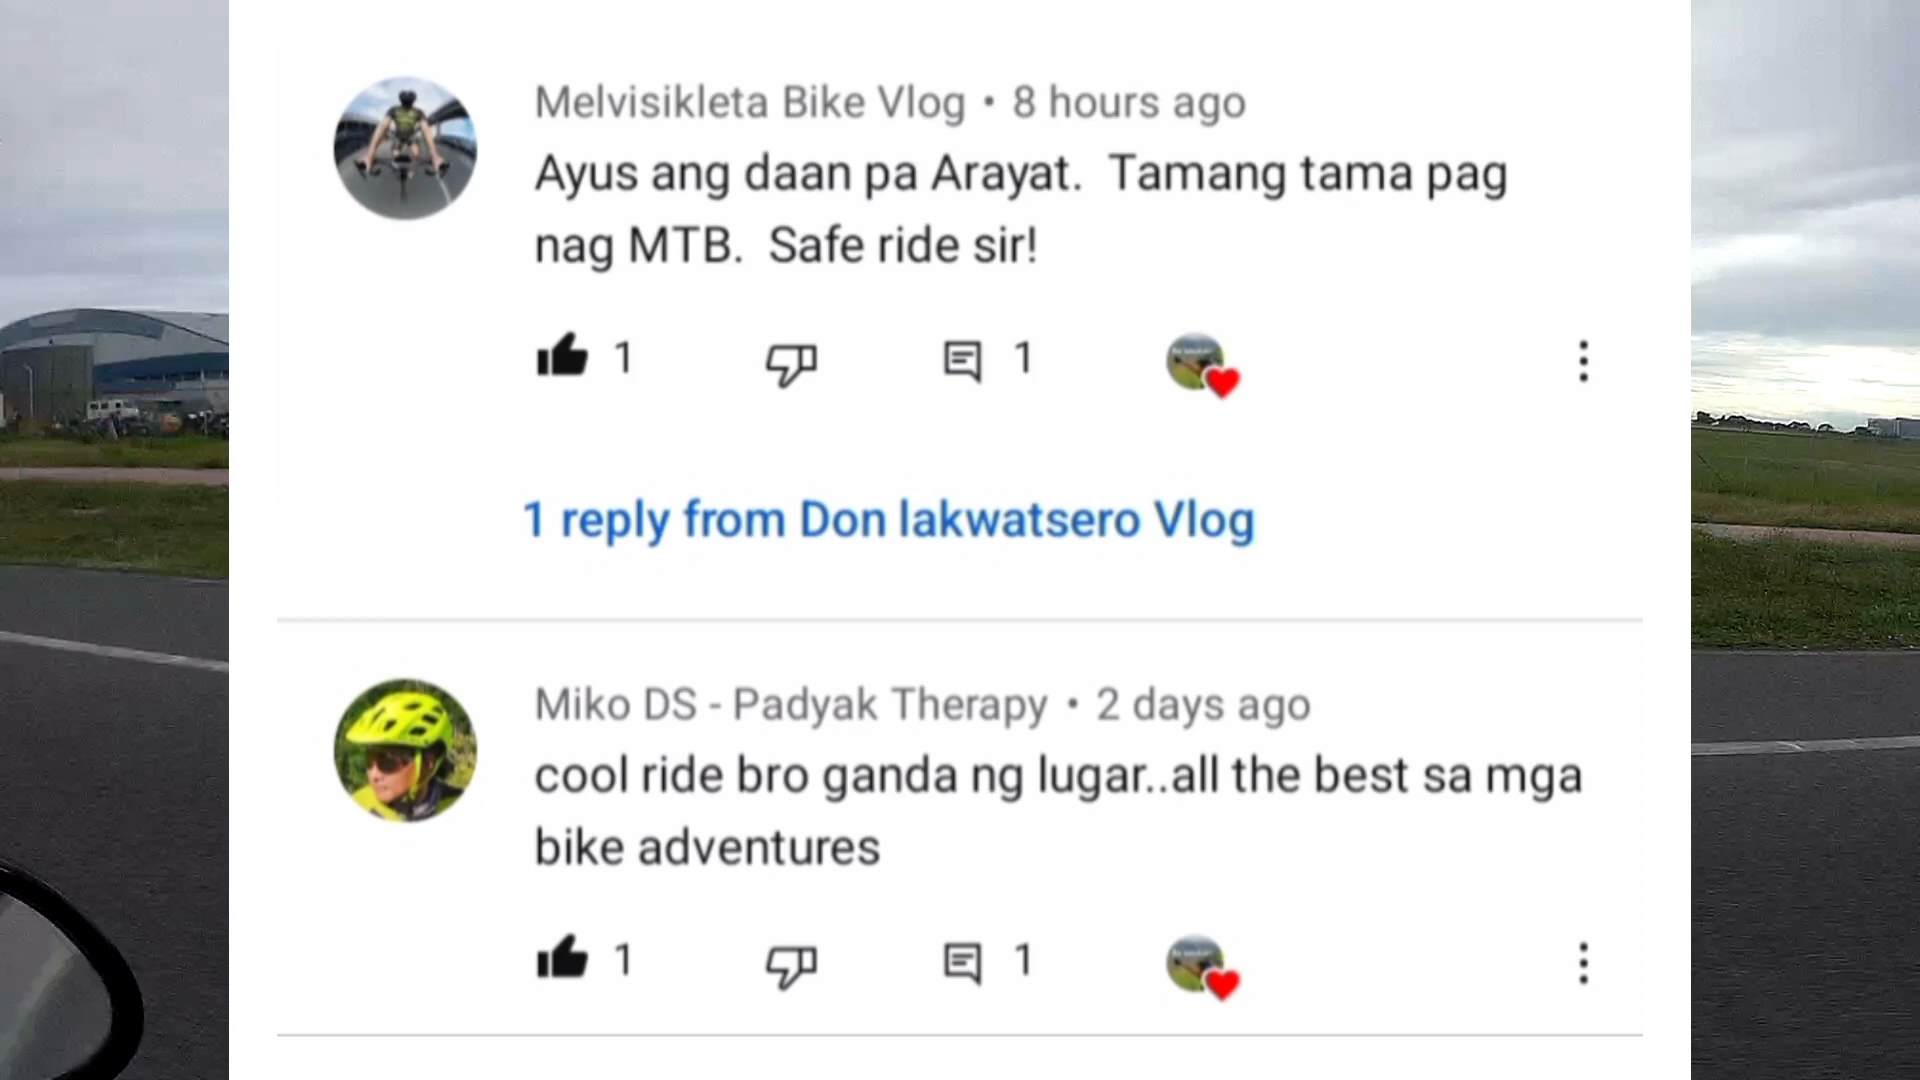 Melvisikleta Bike Vlog • 8 hours ago
Ayus ang daan pa Arayat.  Tamang tama pag
nag MTB.  Safe ride sir!
1
1
1 reply from Don lakwatsero Vlog
Miko DS - Padyak Therapy • 2 days ago
cool ride bro ganda ng lugar..all the best sa mga
bike adventures
1
1